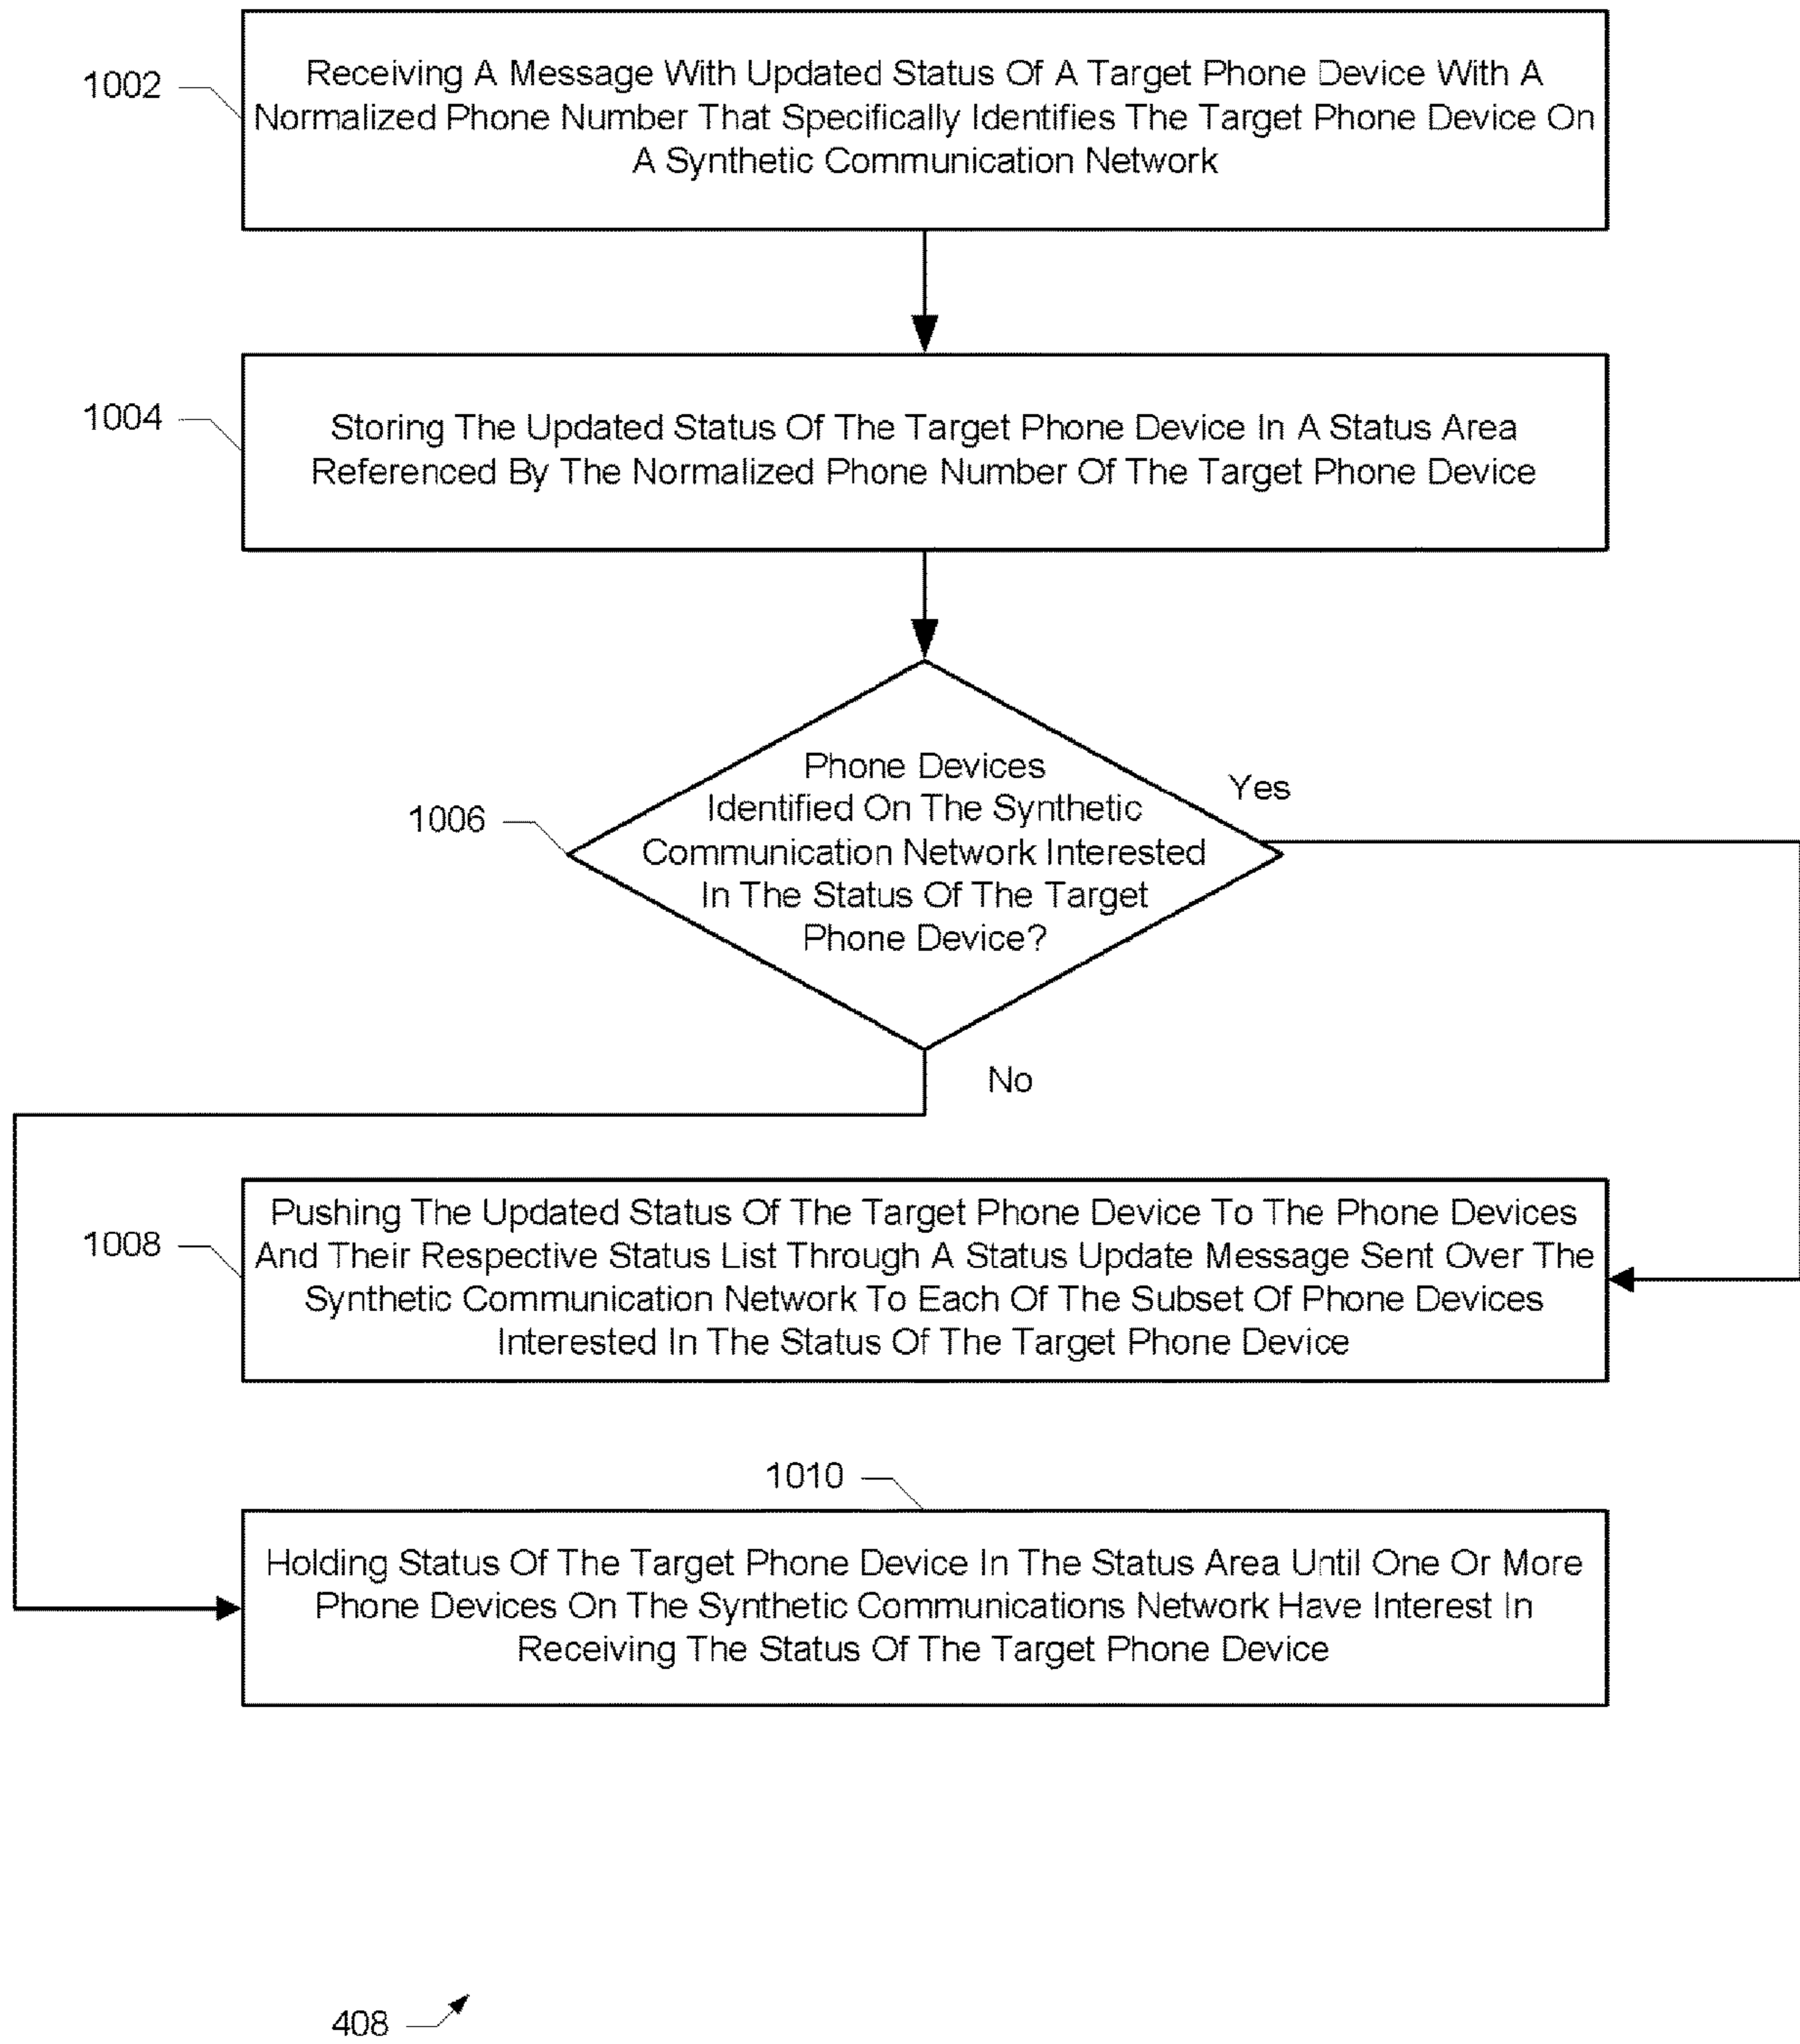 1002
Receiving A Message With Updated Status Of A Target Phone Device With A
Normalized Phone Number That Specifically Identifies The Target Phone Device On
A Synthetic Communication Network
1004
Storing The Updated Status Of The Target Phone Device In A Status Area
Referenced By The Normalized Phone Number Of The Target Phone Device
1006
Phone Devices
Identified On The Synthetic
Communication Network Interested
In The Status Of The Target
Phone Device?
Yes
No
1008
Pushing The Updated Status Of The Target Phone Device To The Phone Devices
And Their Respective Status List Through A Status Update Message Sent Over The
Synthetic Communication Network To Each Of The Subset Of Phone Devices
Interested In The Status Of The Target Phone Device
1010
Holding Status Of The Target Phone Device In The Status Area Until One Or More
Phone Devices On The Synthetic Communications Network Have Interest In
Receiving The Status Of The Target Phone Device
408